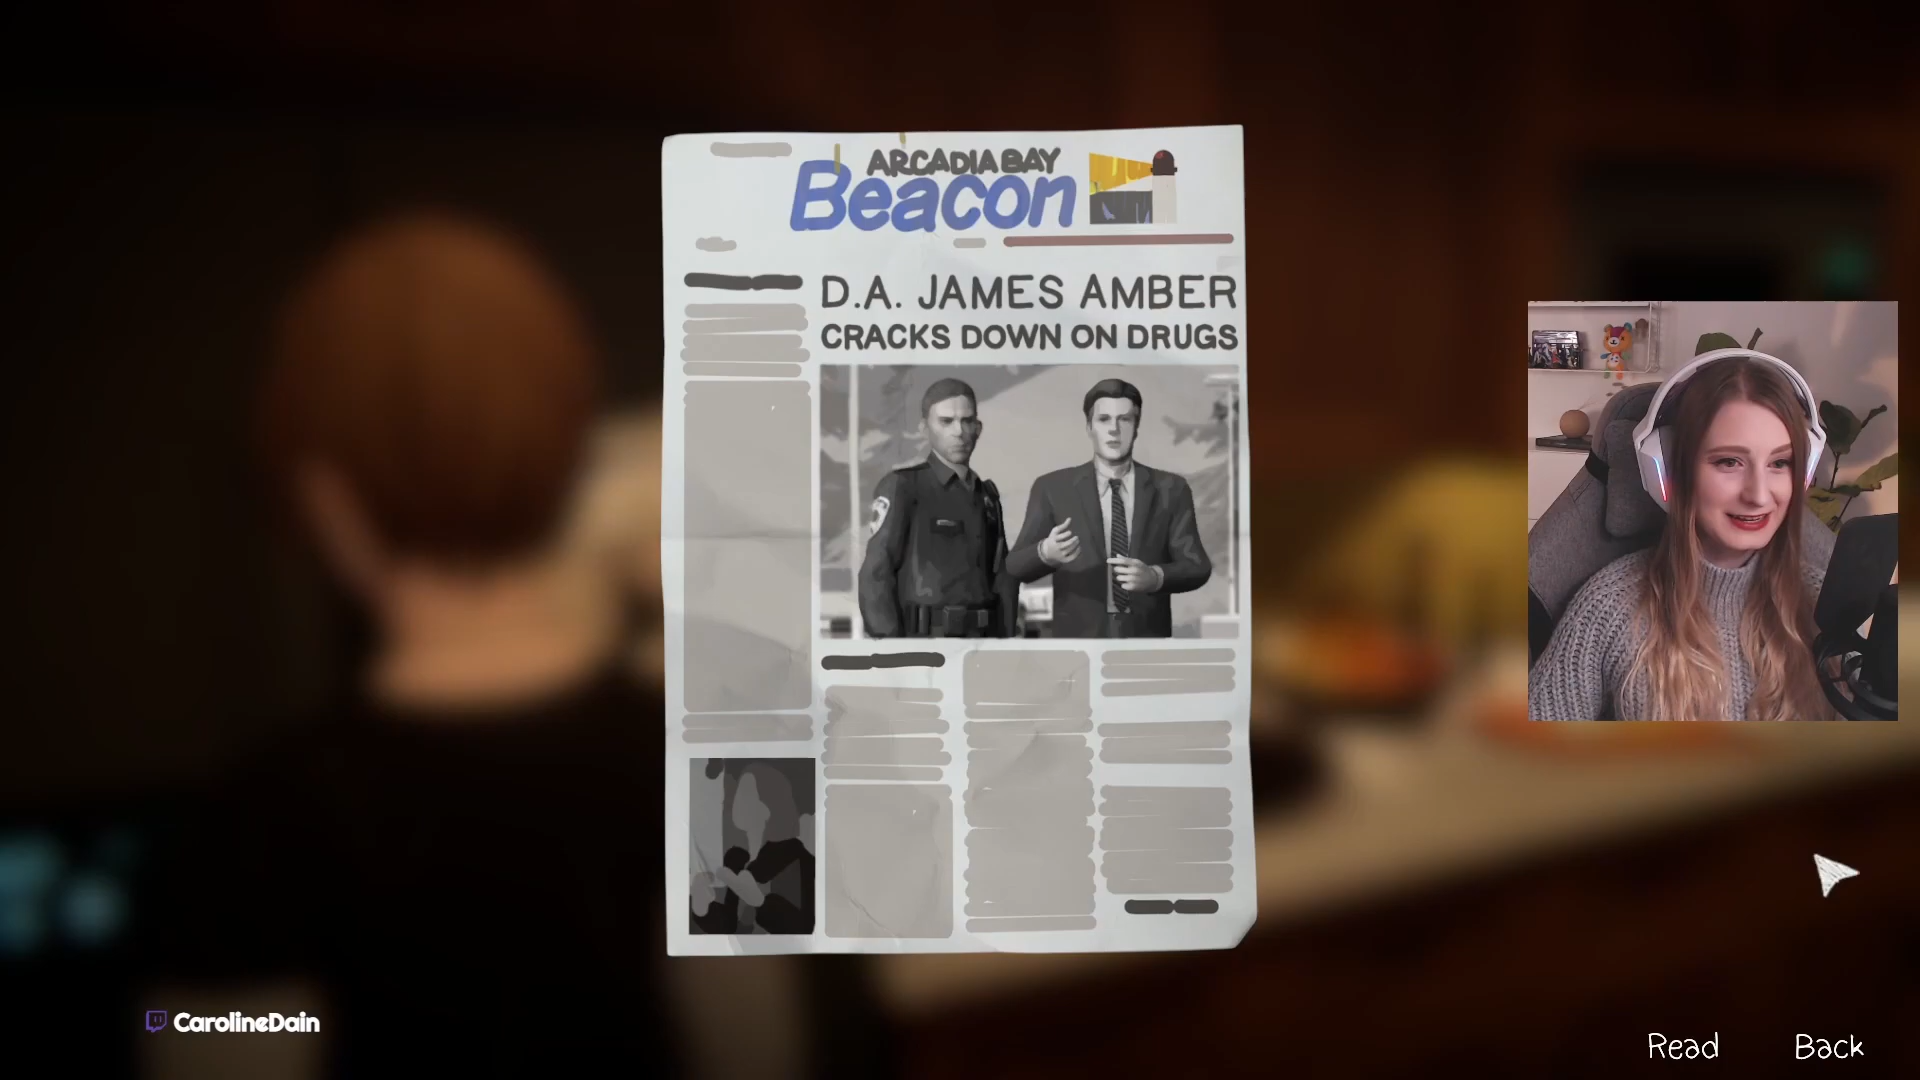 ARCADIA BAY
Beacon
D.A. JAMES AMBER
CRACKS DOWN ON DRUGS
CarolineDain
Read
Back